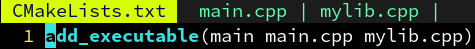 CMakeLists.txt main.cpp | mylib.cpp |
1 add_executable(main main.cpp mylib.cpp)